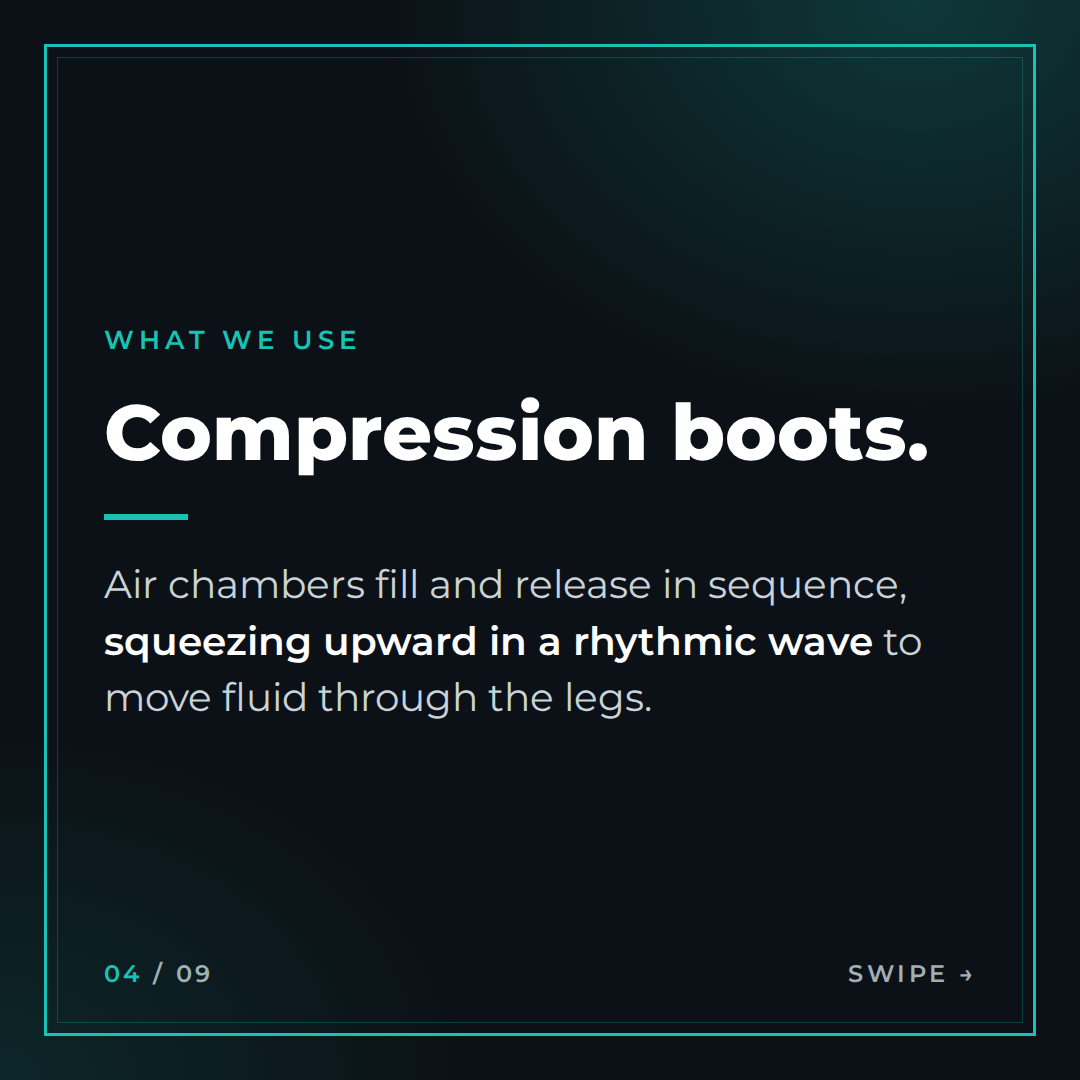 WHAT WE USE
Compression boots.
Air chambers fill and release in sequence,
squeezing upward in a rhythmic wave to
move fluid through the legs.
04 / 09
SWIPE →